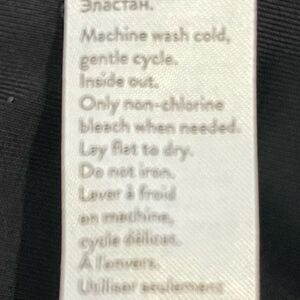 Эластан.
Machine wash cold,
gentle cycle.
Inside out.
Only non-chlorine
bleach when needed.
Lay flat to dry.
Do not iron.
Laver à froid
en machine,
cycle délicat.
À l'envers.
Utiliser seulement